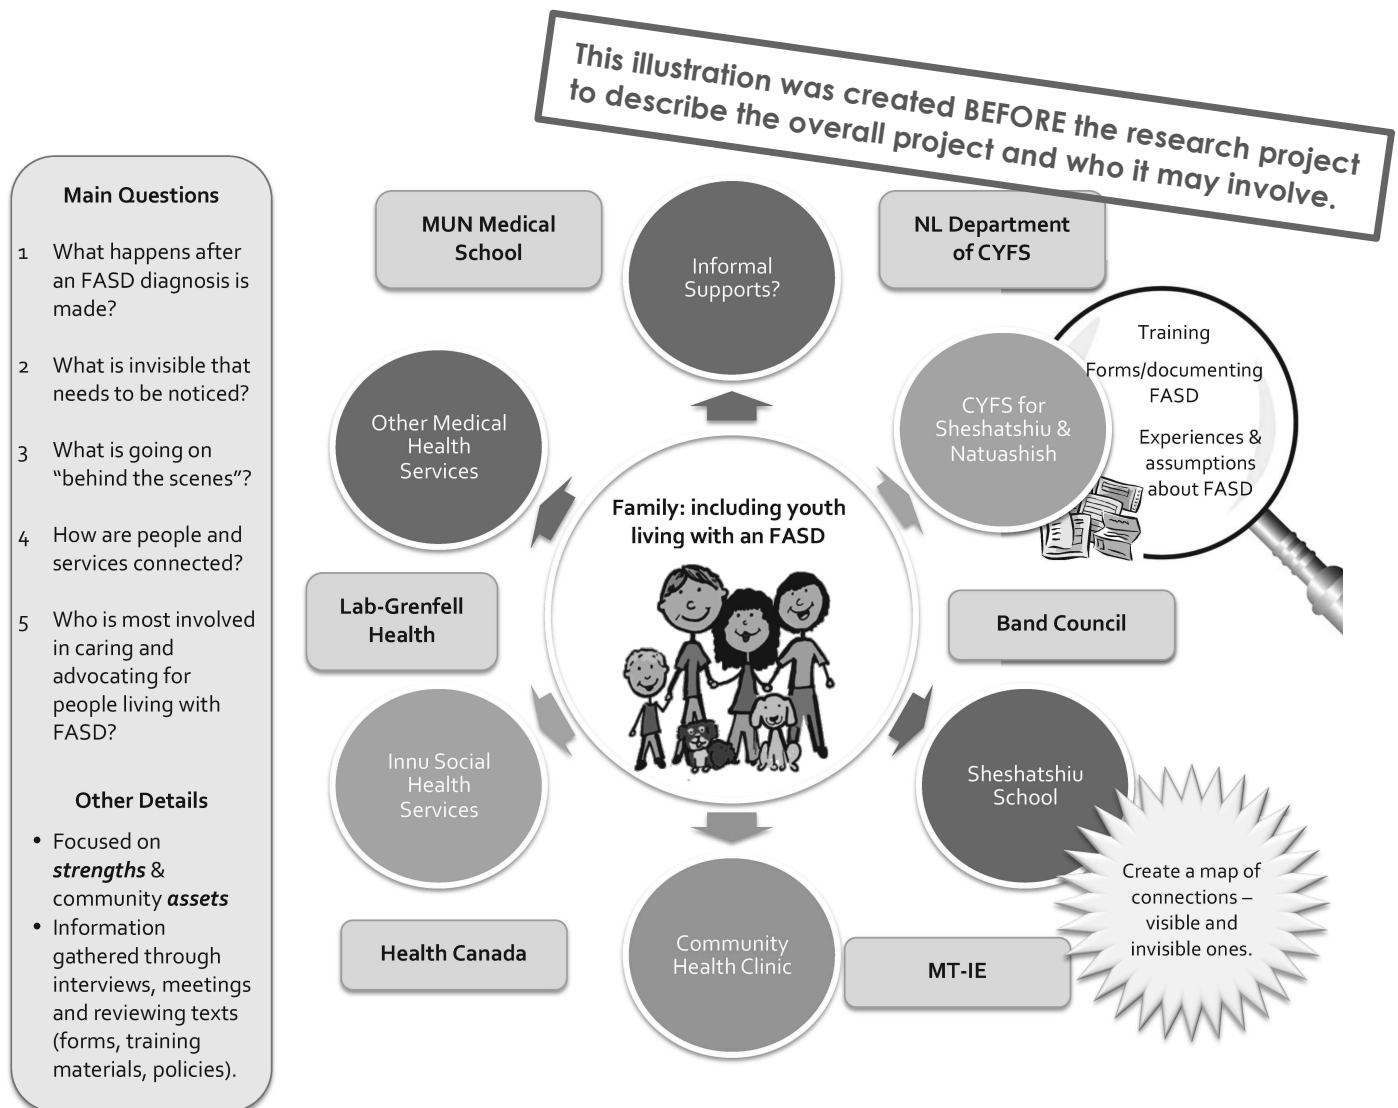 This illustration was created BEFORE the research project
to describe the overall project and who it may involve.
Main Questions
1 What happens after
an FASD diagnosis is
made?
2 What is invisible that
needs to be noticed?
3 What is going on
“behind the scenes”?
4 How are people and
services connected?
5 Who is most involved
in caring and
advocating for
people living with
FASD?
Other Details
• Focused on
strengths &
community assets
• Information
gathered through
interviews, meetings
and reviewing texts
(forms, training
materials, policies).
MUN Medical
School
Informal
Supports?
NL Department
of CYFS
Other Medical
Health
Services
CYFS for
Sheshatshiu &
Natuashish
Training
Forms/documenting
FASD
Experiences &
assumptions
about FASD
Family: including youth
living with an FASD
Lab-Grenfell
Health
Band Council
Innu Social
Health
Services
Sheshatshiu
School
Create a map of
connections –
visible and
invisible ones.
Health Canada
Community
Health Clinic
MT-IE